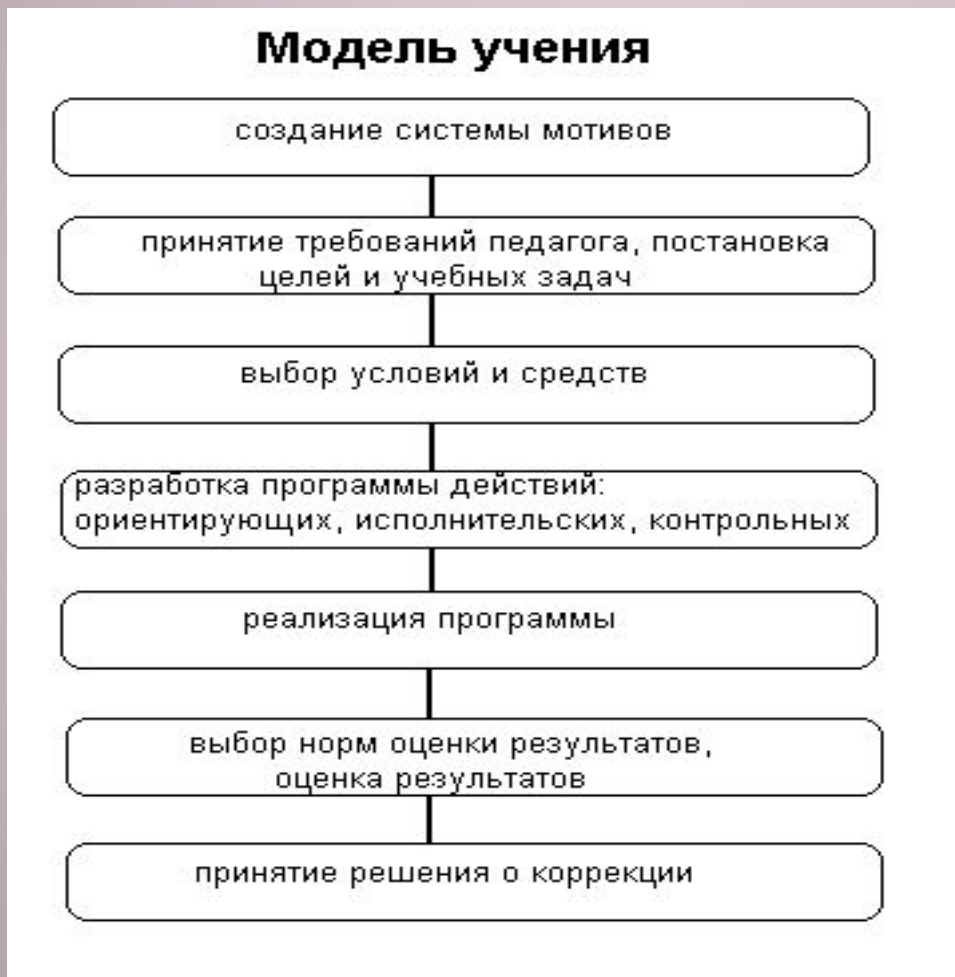 Модель учения
создание системы мотивов
принятие требований педагога, постановка
целей и учебных задач
выбор условий и средств
разработка программы действий:
ориентирующих, исполнительских, контрольных
реализация программы
выбор норм оценки результатов,
оценка результатов
принятие решения о коррекции